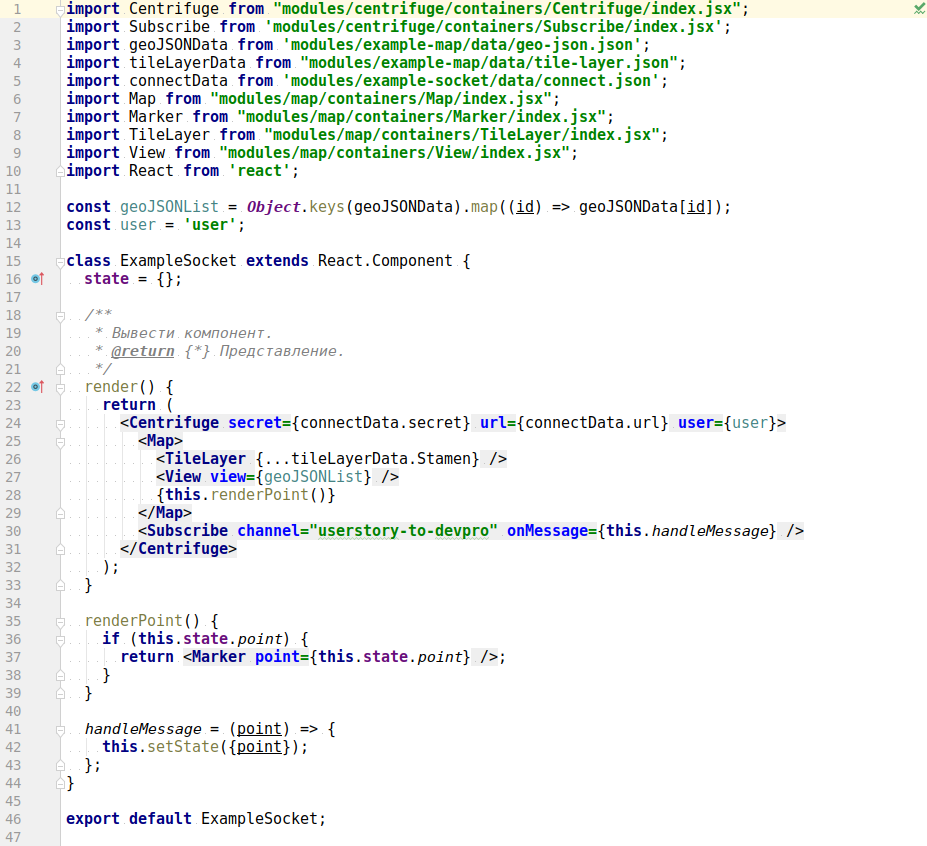 1 import Centrifuge from "modules/centrifuge/containers/Centrifuge/index.jsx";
2 import Subscribe from 'modules/centrifuge/containers/Subscribe/index.jsx';
3 import geoJSONData from 'modules/example-map/data/geo-json.json';
4 import tileLayerData from "modules/example-map/data/tile-layer.json";
5 import connectData from 'modules/example-socket/data/connect.json';
6 import Map from "modules/map/containers/Map/index.jsx";
7 import Marker from "modules/map/containers/Marker/index.jsx";
8 import TileLayer from "modules/map/containers/TileLayer/index.jsx";
9 import View from "modules/map/containers/View/index.jsx";
10 import React from 'react';
11
12 const geoJSONList = Object.keys(geoJSONData).map((id) => geoJSONData[id]);
13 const user = 'user';
14
15 class ExampleSocket extends React.Component {
16   state = {};
17
18   /**
19    * Вывести компонент.
20    * @return {*} Представление.
21    */
22   render() {
23     return (
24       <Centrifuge secret={connectData.secret} url={connectData.url} user={user}>
25         <Map>
26           <TileLayer {...tileLayerData.Stamen} />
27           <View view={geoJSONList} />
28           {this.renderPoint()}
29         </Map>
30         <Subscribe channel="userstory-to-devpro" onMessage={this.handleMessage} />
31       </Centrifuge>
32     );
33   }
34
35   renderPoint() {
36     if (this.state.point) {
37       return <Marker point={this.state.point} />;
38     }
39   }
40
41   handleMessage = (point) => {
42     this.setState({point});
43   };
44 }
45
46 export default ExampleSocket;
47